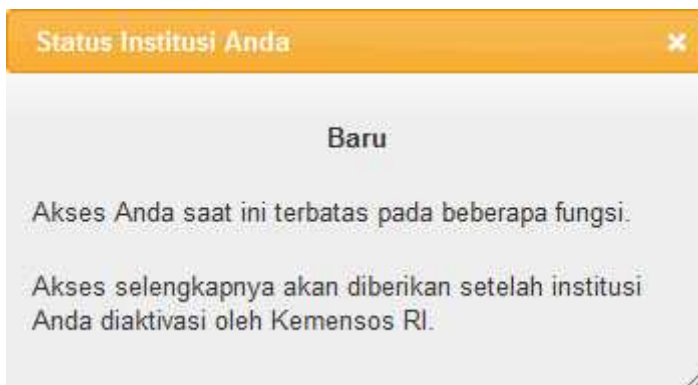 Status Institusi Anda
Baru
Akses Anda saat ini terbatas pada beberapa fungsi.
Akses selengkapnya akan diberikan setelah institusi
Anda diaktivasi oleh Kemensos RI.